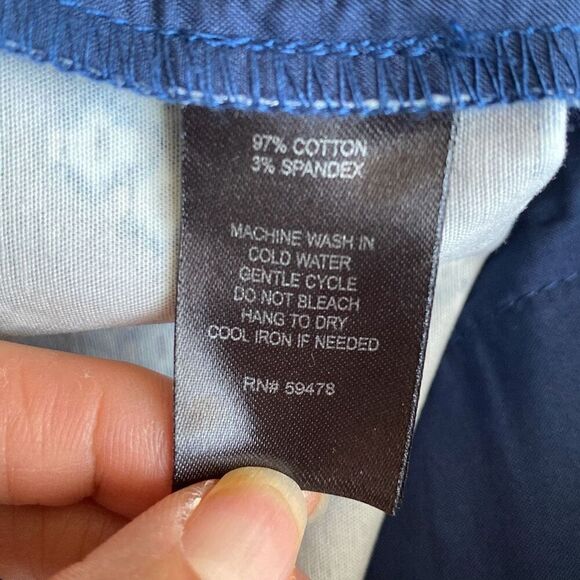 97% COTTON
3% SPANDEX
MACHINE WASH IN
COLD WATER
GENTLE CYCLE
DO NOT BLEACH
HANG TO DRY
COOL IRON IF NEEDED
RN# 59478